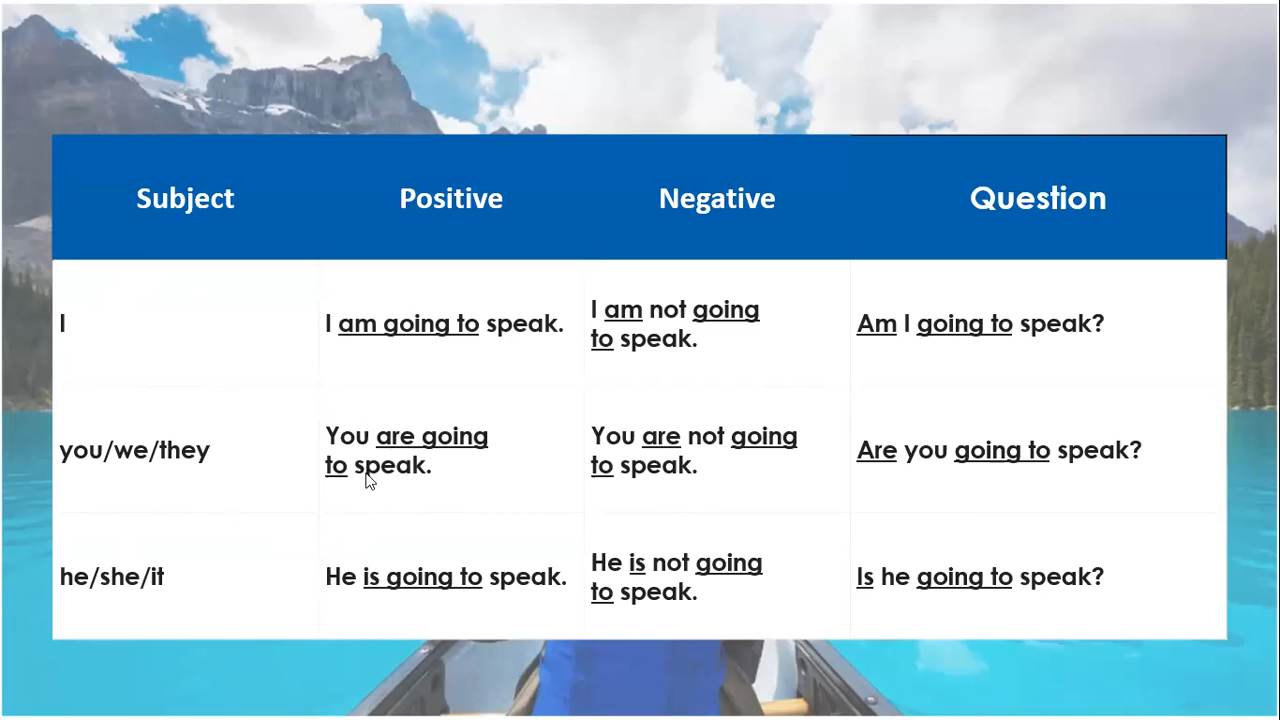 Subject Positive Negative Question
I
I am going to speak.
I am not going
to speak.
Am I going to speak?
you/we/they
You are going
to speak.
You are not going
to speak.
Are you going to speak?
he/she/it
He is going to speak.
He is not going
to speak.
Is he going to speak?